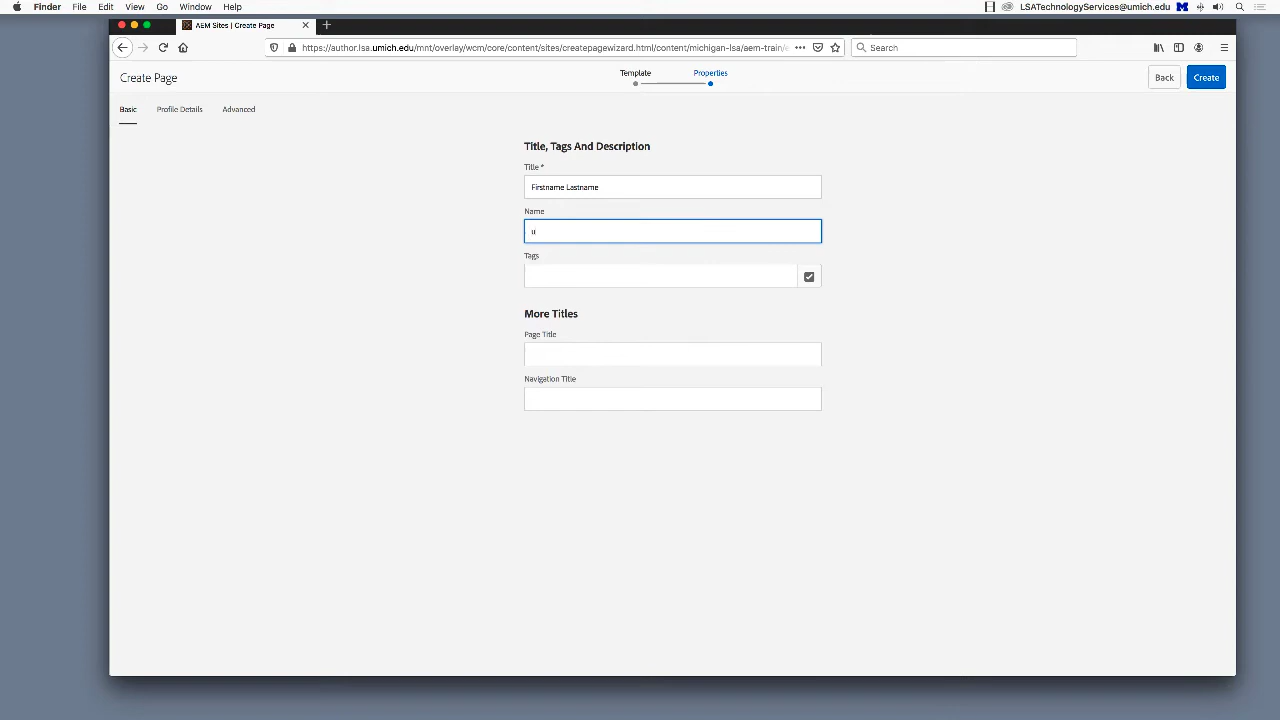 Finder File Edit View Go Window Help LSATechnologyServices@umich.edu
AEM Sites | Create Page
https://author.lsa.umich.edu/mnt/overlay/wcm/core/content/sites/createpagewizard.html/content/michigan-lsa/aem-train/ Search
Create Page Template Properties Back Create
Basic Profile Details Advanced
Title, Tags And Description
Title *
Firstname Lastname
Name
u
Tags
More Titles
Page Title
Navigation Title